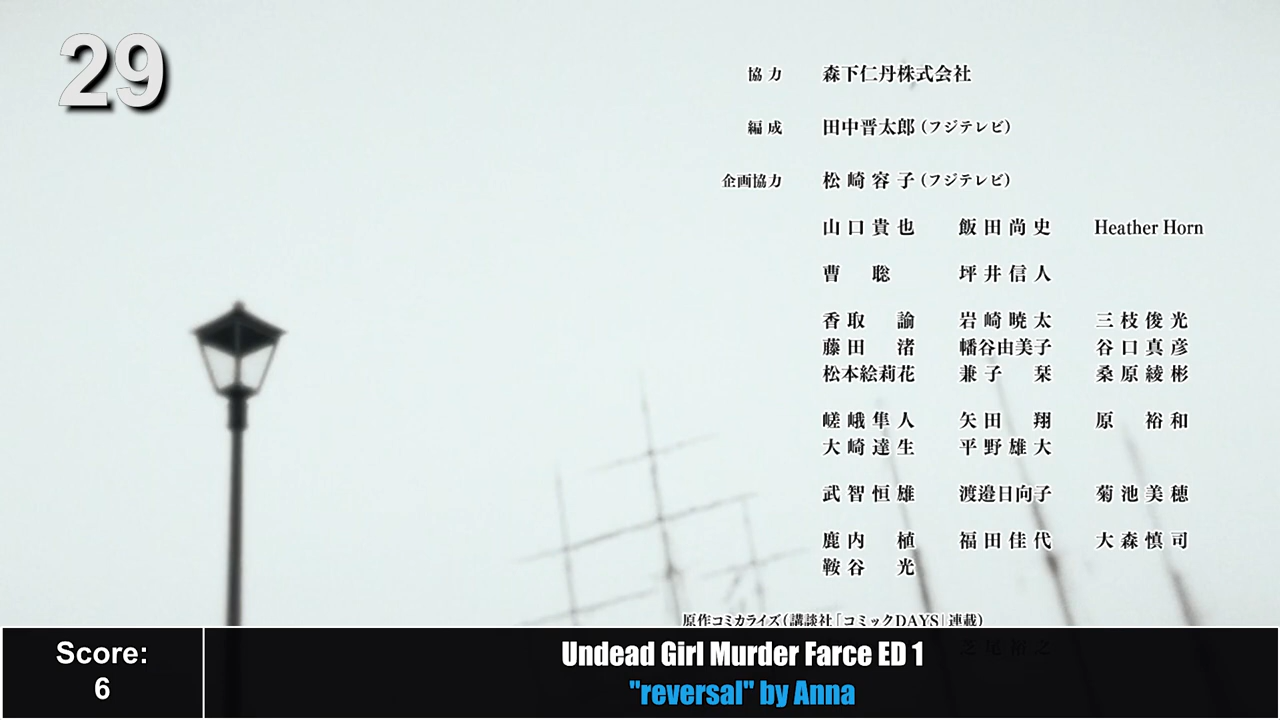 29
協力 森下仁丹株式会社
編成 田中晋太郎(フジテレビ)
企画協力 松崎容子(フジテレビ)
山口貴也 飯田尚史 Heather Horn
曹聡 坪井信人
香取諭 岩崎暁太 三枝俊光
藤田渚 幡谷由美子 谷口真彦
松本絵莉花 兼子栞 桑原綾彬
嵯峨隼人 矢田翔 原裕和
大崎達生 平野雄大
武智恒雄 渡邉日向子 菊池美穂
鹿内植 福田佳代 大森慎司
鞍谷光
原作コミカライズ(講談社「コミックDAYS」連載)
芝尾裕之
Score:
6
Undead Girl Murder Farce ED 1
"reversal" by Anna